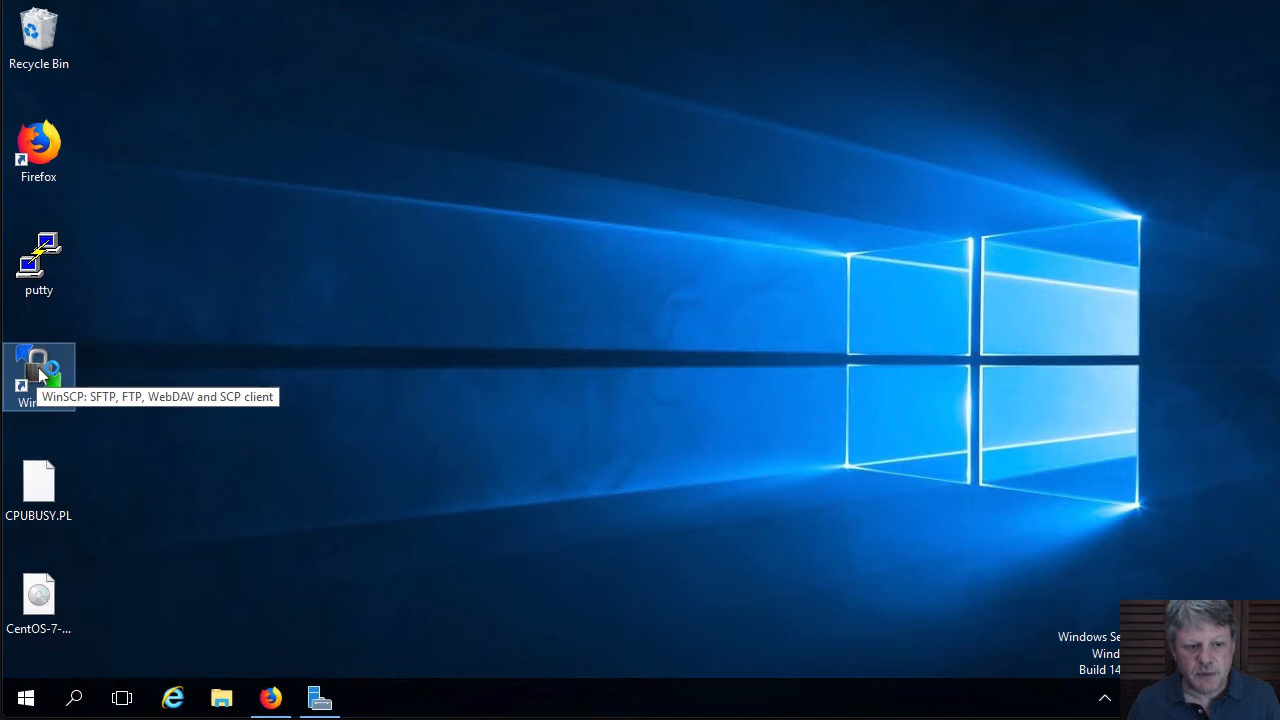 Recycle Bin
Firefox
putty
WinSCP: SFTP, FTP, WebDAV and SCP client
Win
CPUBUSY.PL
CentOS-7-...
Windows Se
Wind
Build 14